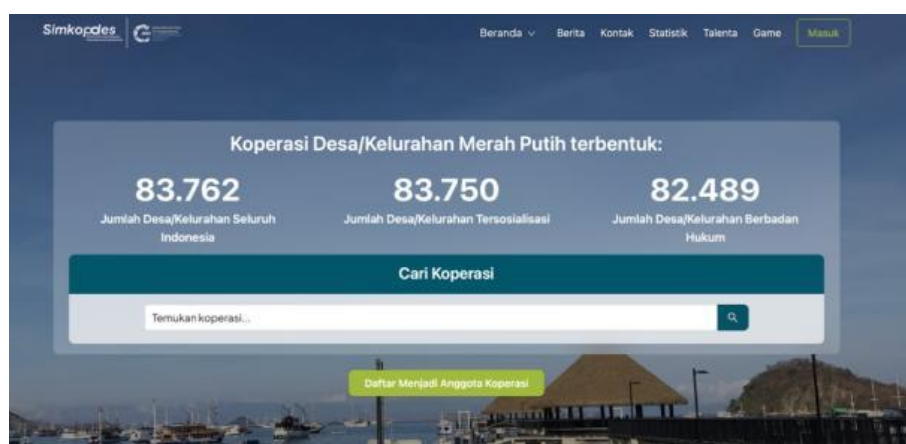 Simkopdes
Beranda Berita Kontak Statistik Talenta Game Masuk
Koperasi Desa/Kelurahan Merah Putih terbentuk:
83.762 83.750 82.489
Jumlah Desa/Kelurahan Seluruh Jumlah Desa/Kelurahan Tersosialisasi Jumlah Desa/Kelurahan Berbadan
Indonesia Hukum
Cari Koperasi
Temukan koperasi...
Daftar Menjadi Anggota Koperasi